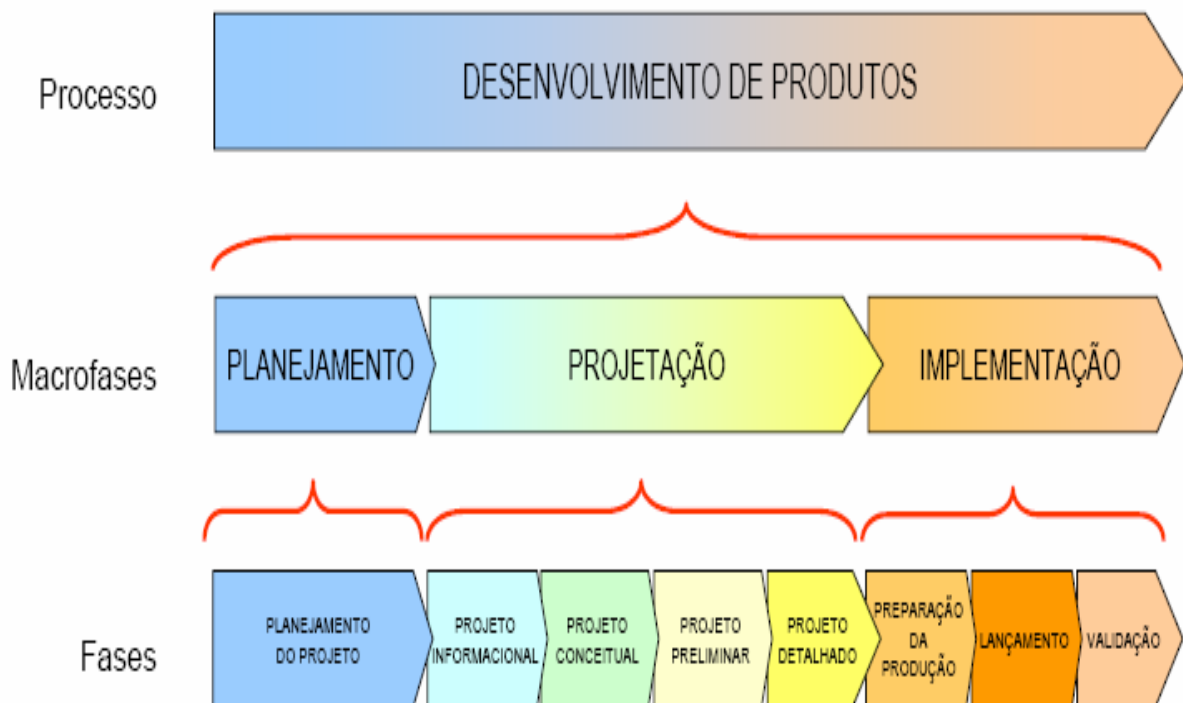 Processo
DESENVOLVIMENTO DE PRODUTOS
Macrofases
PLANEJAMENTO
PROJETAÇÃO
IMPLEMENTAÇÃO
Fases
PLANEJAMENTO
DO PROJETO
PROJETO
INFORMACIONAL
PROJETO
CONCEITUAL
PROJETO
PRELIMINAR
PROJETO
DETALHADO
PREPARAÇÃO
DA
PRODUÇÃO
LANÇAMENTO
VALIDAÇÃO